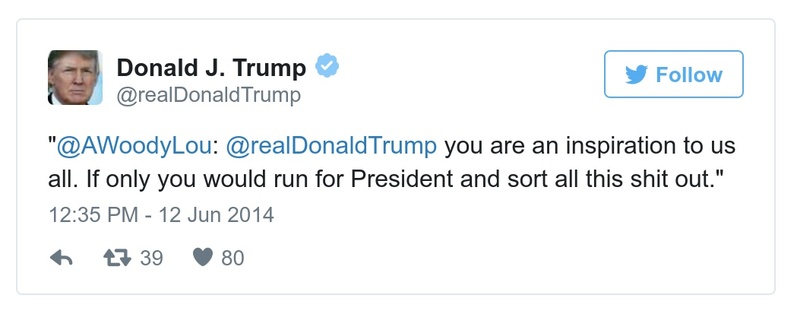 Donald J. Trump
@realDonaldTrump
Follow
"@AWoodyLou: @realDonaldTrump you are an inspiration to us
all. If only you would run for President and sort all this shit out."
12:35 PM - 12 Jun 2014
39 80